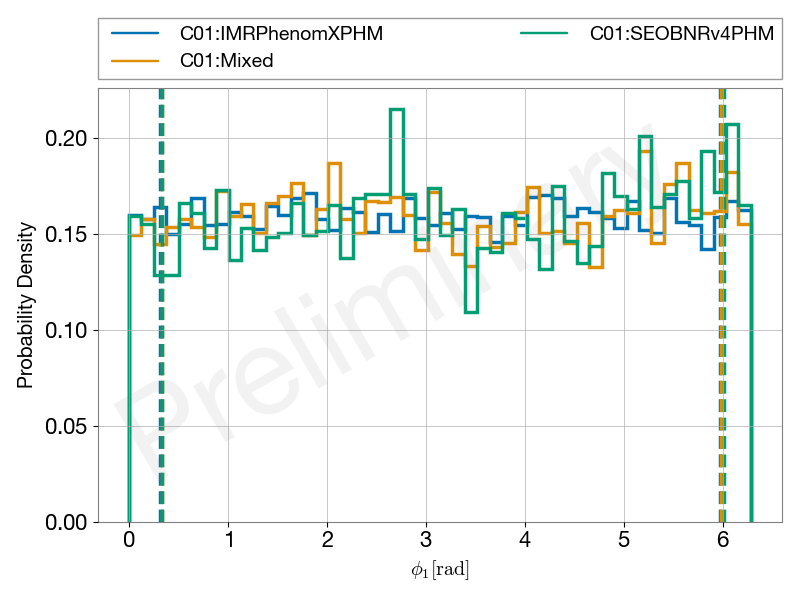 C01:IMRPhenomXPHM
C01:Mixed
C01:SEOBNRv4PHM
Preliminary
Probability Density
0.20
0.15
0.10
0.05
0.00
0 1 2 3 4 5 6
ϕ₁[rad]